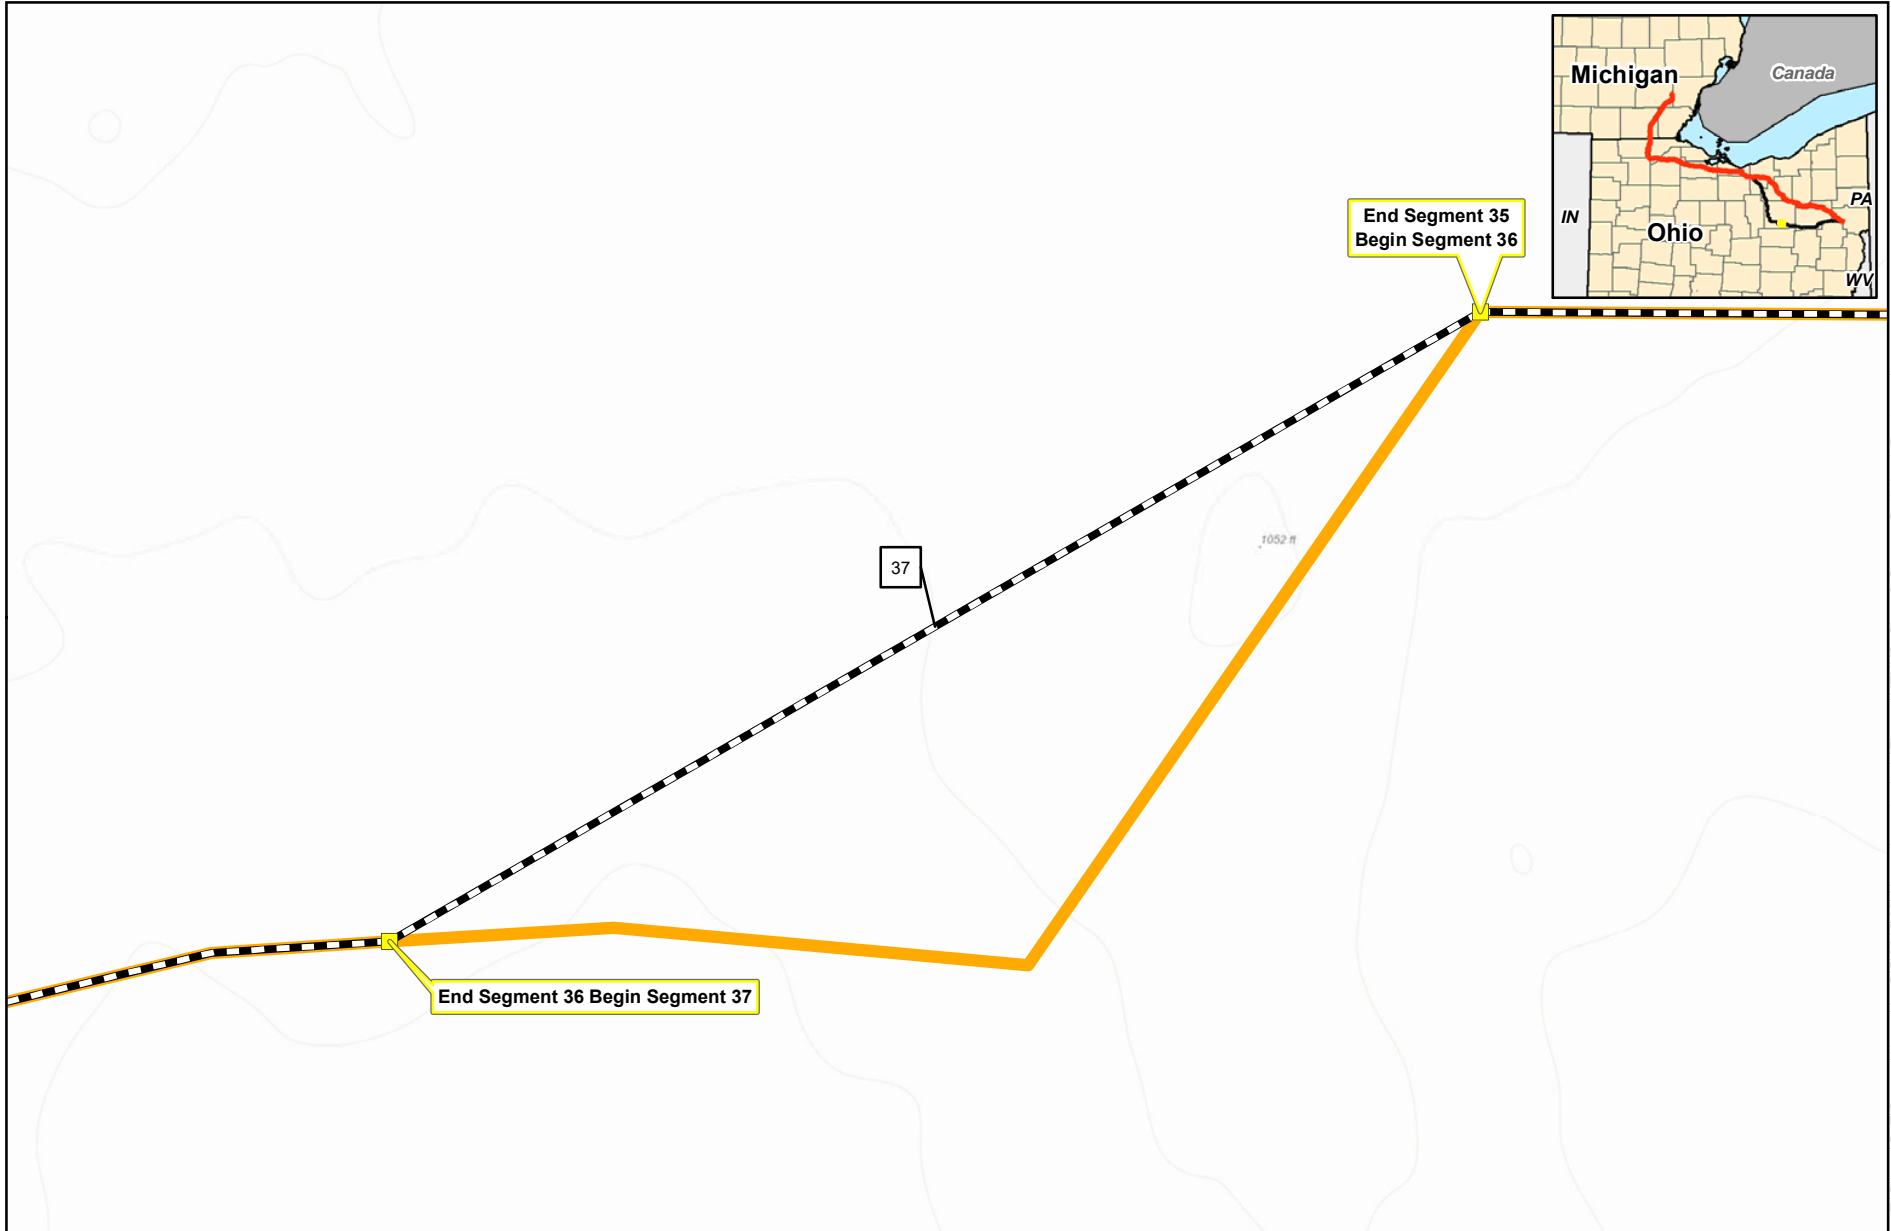 Michigan
Canada
IN
Ohio
PA
WV
End Segment 35
Begin Segment 36
1052 ft
37
End Segment 36 Begin Segment 37